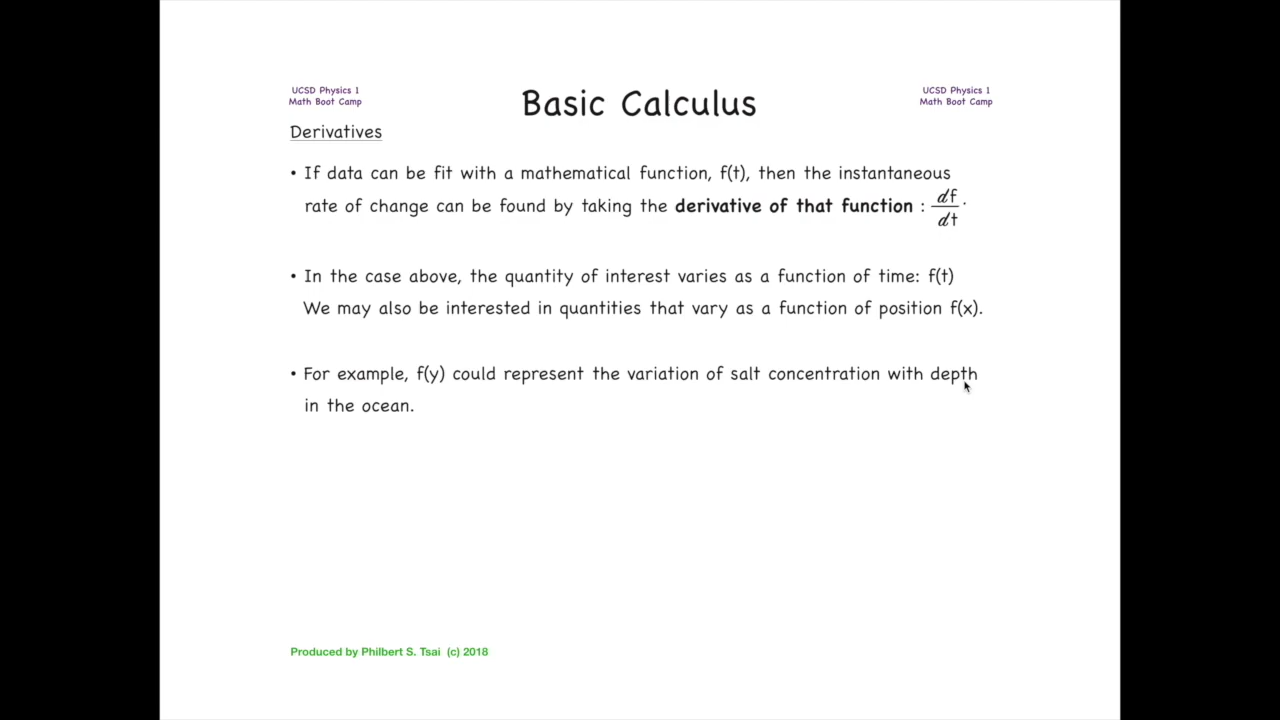 UCSD Physics 1
Math Boot Camp
Basic Calculus
UCSD Physics 1
Math Boot Camp
Derivatives
• If data can be fit with a mathematical function, f(t), then the instantaneous
rate of change can be found by taking the derivative of that function : df/dt.
• In the case above, the quantity of interest varies as a function of time: f(t)
We may also be interested in quantities that vary as a function of position f(x).
• For example, f(y) could represent the variation of salt concentration with depth
in the ocean.
Produced by Philbert S. Tsai (c) 2018